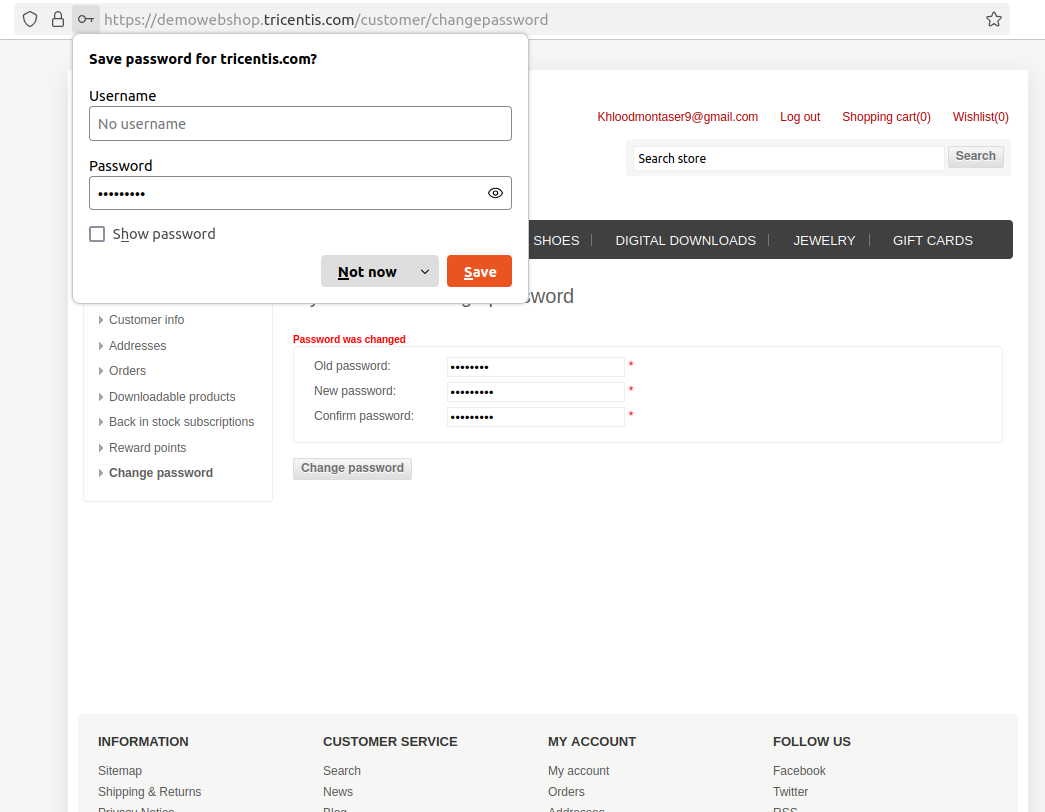 https://demowebshop.tricentis.com/customer/changepassword
Save password for tricentis.com?
Username
No username
Password
•••••••••
Show password
Not now
Save
Khloodmontaser9@gmail.com Log out Shopping cart(0) Wishlist(0)
Search store Search
SHOES DIGITAL DOWNLOADS JEWELRY GIFT CARDS
Customer info
Addresses
Orders
Downloadable products
Back in stock subscriptions
Reward points
Change password
Password was changed
Old password: •••••••• *
New password: ••••••••• *
Confirm password: ••••••••• *
Change password
INFORMATION
Sitemap
Shipping & Returns
CUSTOMER SERVICE
Search
News
MY ACCOUNT
My account
Orders
FOLLOW US
Facebook
Twitter